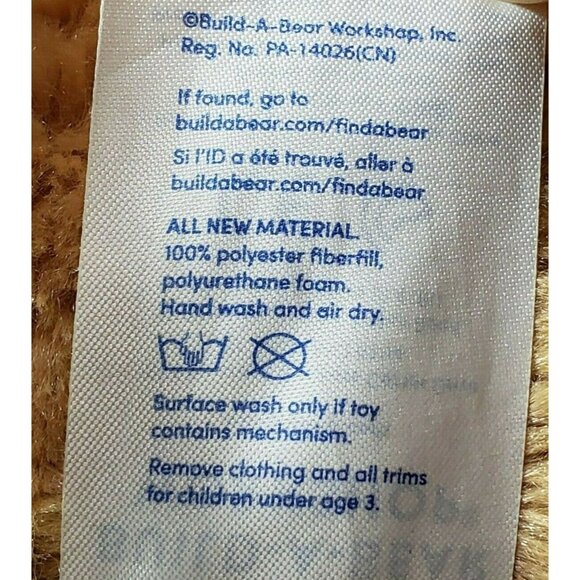 ©Build-A-Bear Workshop, Inc.
Reg. No. PA-14026(CN)
If found, go to
buildabear.com/findabear
Si l'ID a été trouvé, aller à
buildabear.com/findabear
ALL NEW MATERIAL.
100% polyester fiberfill,
polyurethane foam.
Hand wash and air dry.
Surface wash only if toy
contains mechanism.
Remove clothing and all trims
for children under age 3.